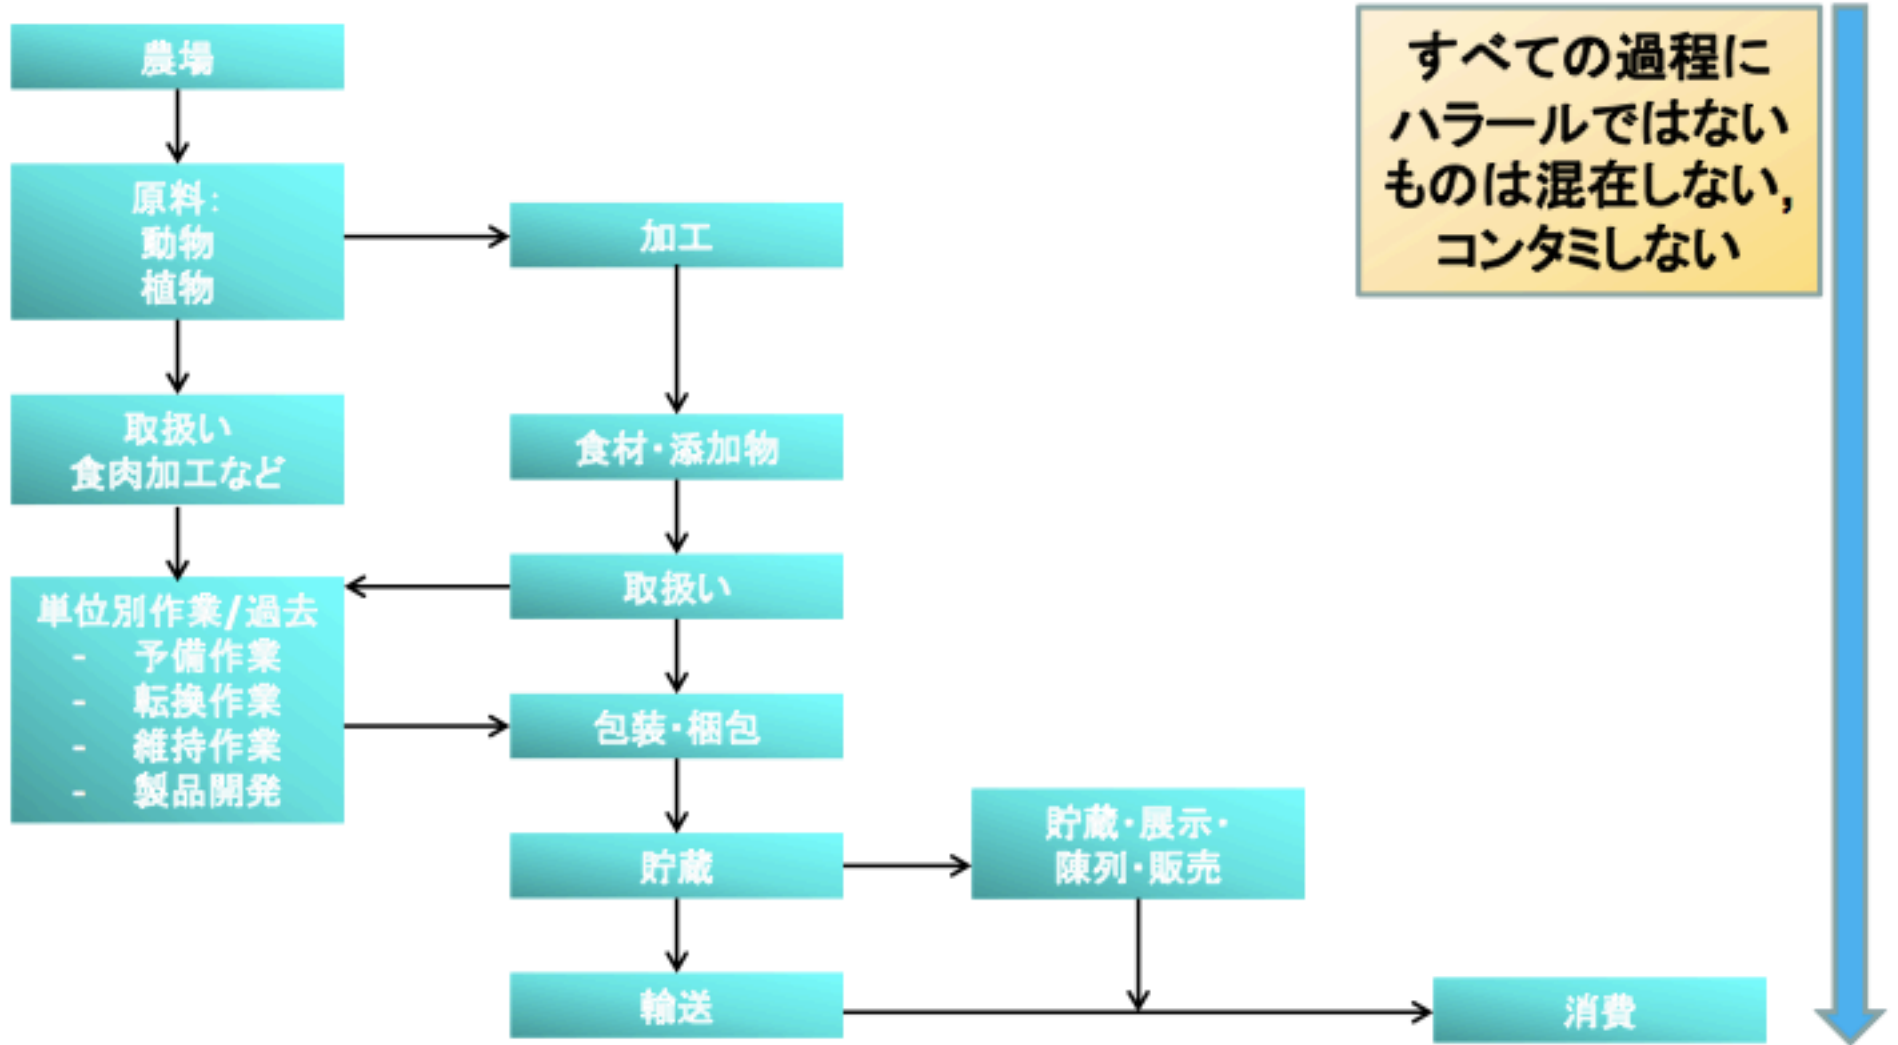 農場
原料:
動物
植物
取扱い
食肉加工など
単位別作業/過去
- 予備作業
- 転換作業
- 維持作業
- 製品開発
加工
食材・添加物
取扱い
包装・梱包
貯蔵
輸送
貯蔵・展示・
陳列・販売
消費
すべての過程に
ハラールではない
ものは混在しない,
コンタミしない